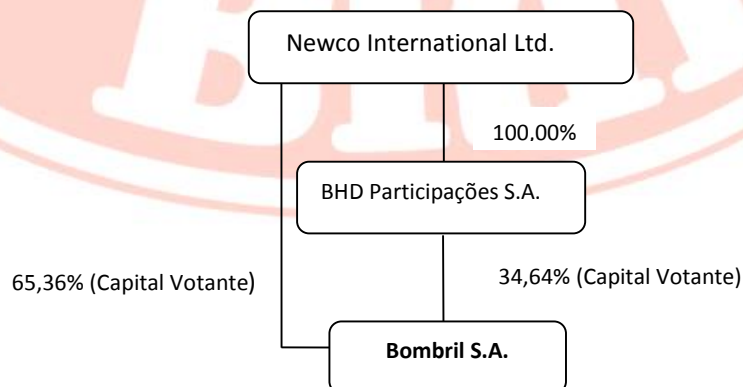 Newco International Ltd.
100,00%
BHD Participações S.A.
65,36% (Capital Votante)
34,64% (Capital Votante)
Bombril S.A.